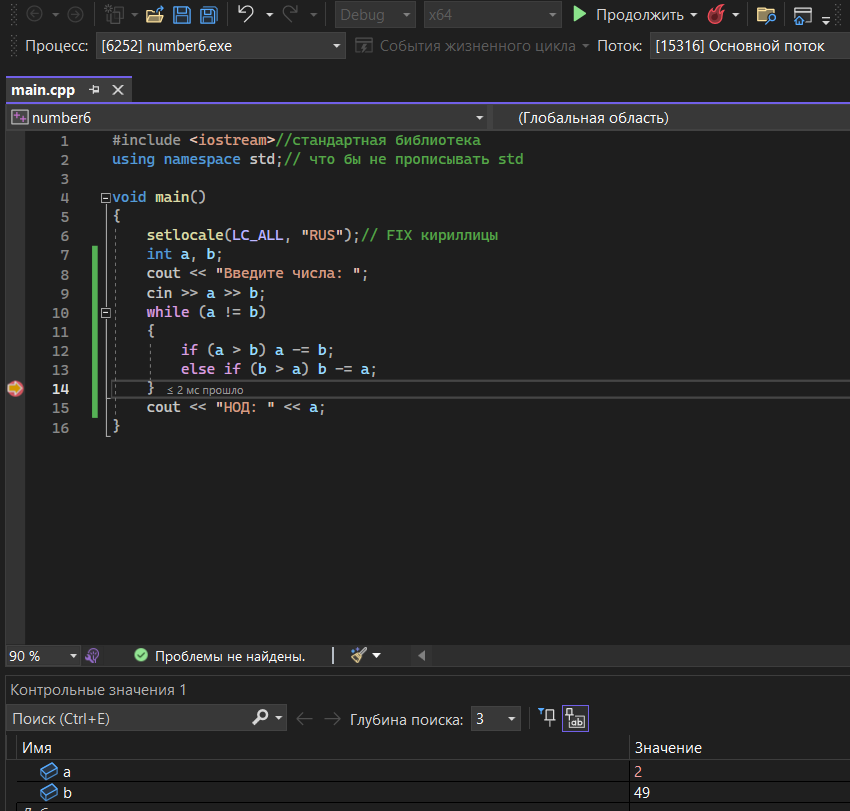 Debug x64 Продолжить
Процесс: [6252] number6.exe События жизненного цикла Поток: [15316] Основной поток
main.cpp
number6 (Глобальная область)
1 #include <iostream>//стандартная библиотека
2 using namespace std;// что бы не прописывать std
3
4 void main()
5 {
6 setlocale(LC_ALL, "RUS");// FIX кириллицы
7 int a, b;
8 cout << "Введите числа: ";
9 cin >> a >> b;
10 while (a != b)
11 {
12 if (a > b) a -= b;
13 else if (b > a) b -= a;
14 } ≤ 2 мс прошло
15 cout << "НОД: " << a;
16 }
90 % Проблемы не найдены.
Контрольные значения 1
Поиск (Ctrl+E) Глубина поиска: 3
Имя Значение
a 2
b 49